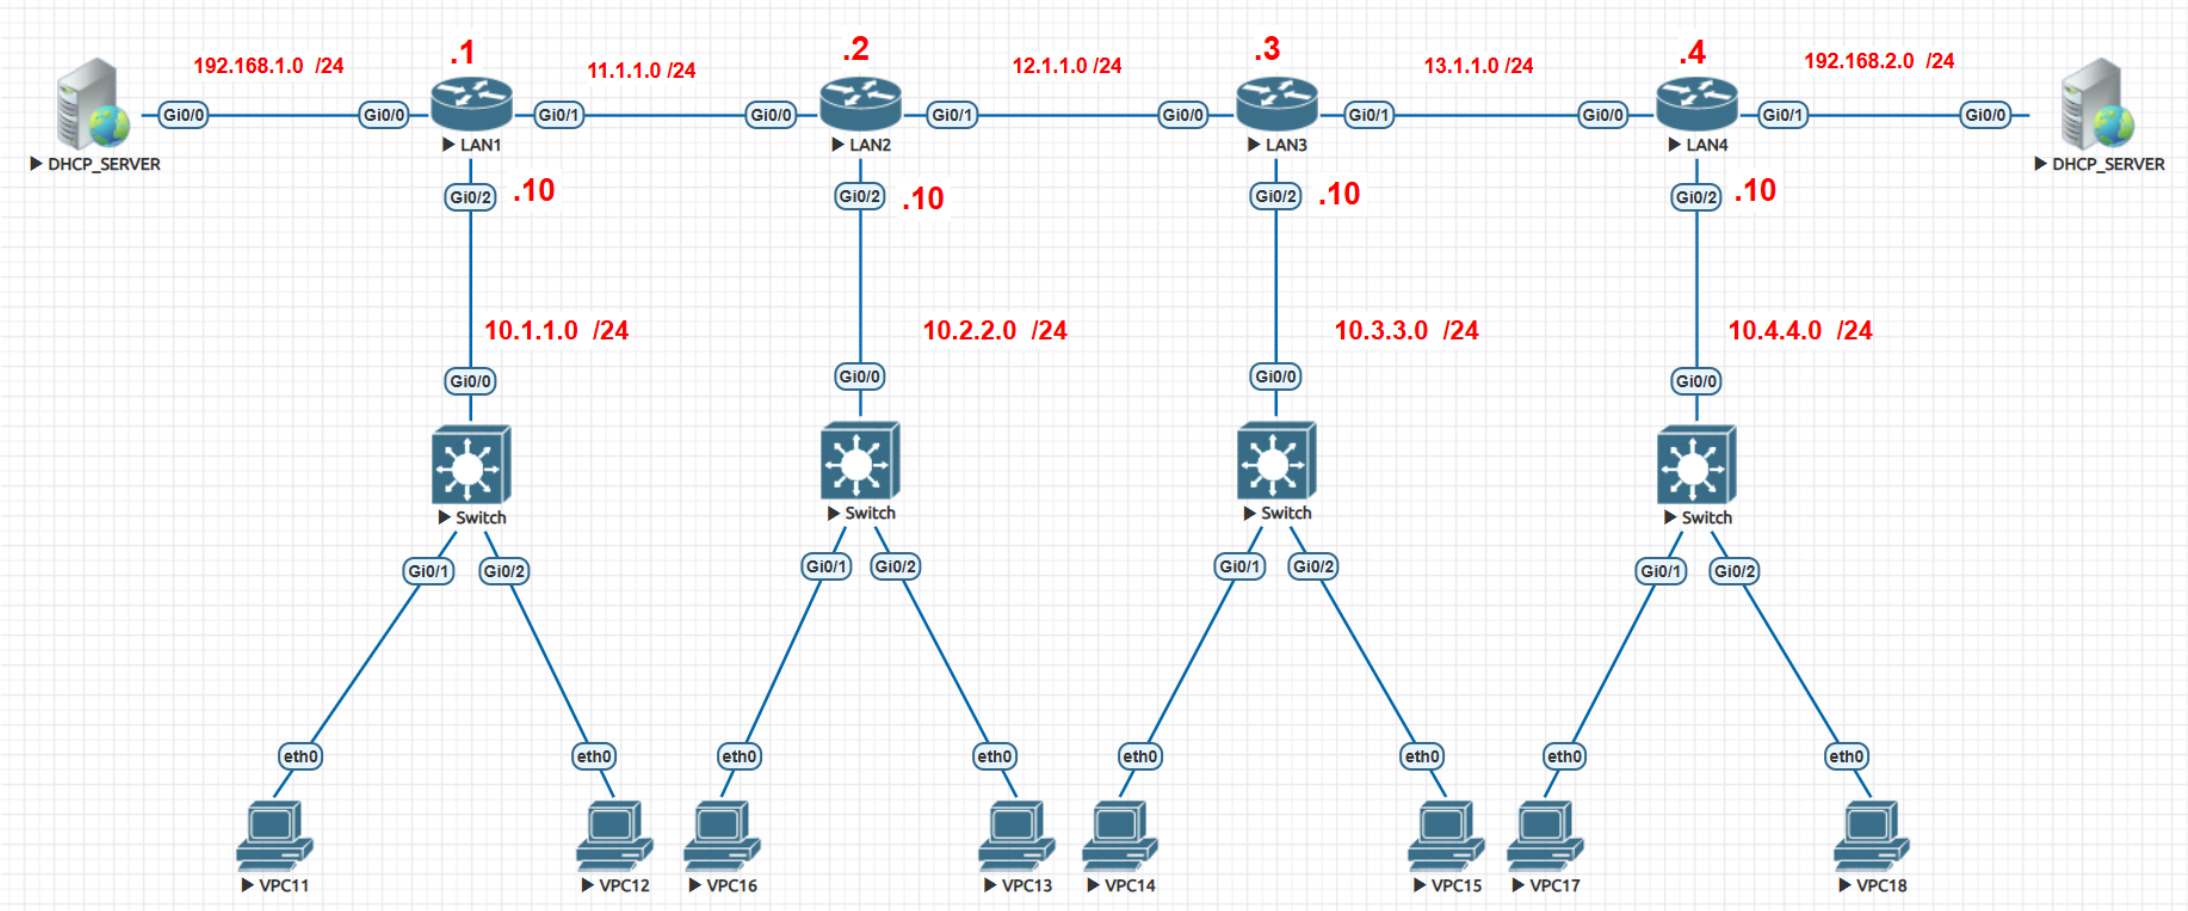 .1
.2
.3
.4
192.168.1.0 /24
11.1.1.0 /24
12.1.1.0 /24
13.1.1.0 /24
192.168.2.0 /24
Gi0/0
Gi0/0
Gi0/1
Gi0/0
Gi0/1
Gi0/0
Gi0/1
Gi0/0
Gi0/1
Gi0/0
DHCP_SERVER
LAN1
LAN2
LAN3
LAN4
DHCP_SERVER
Gi0/2
.10
Gi0/2
.10
Gi0/2
.10
Gi0/2
.10
10.1.1.0 /24
10.2.2.0 /24
10.3.3.0 /24
10.4.4.0 /24
Gi0/0
Gi0/0
Gi0/0
Gi0/0
Switch
Switch
Switch
Switch
Gi0/1
Gi0/2
Gi0/1
Gi0/2
Gi0/1
Gi0/2
Gi0/1
Gi0/2
eth0
eth0
eth0
eth0
eth0
eth0
eth0
eth0
VPC11
VPC12
VPC16
VPC13
VPC14
VPC15
VPC17
VPC18